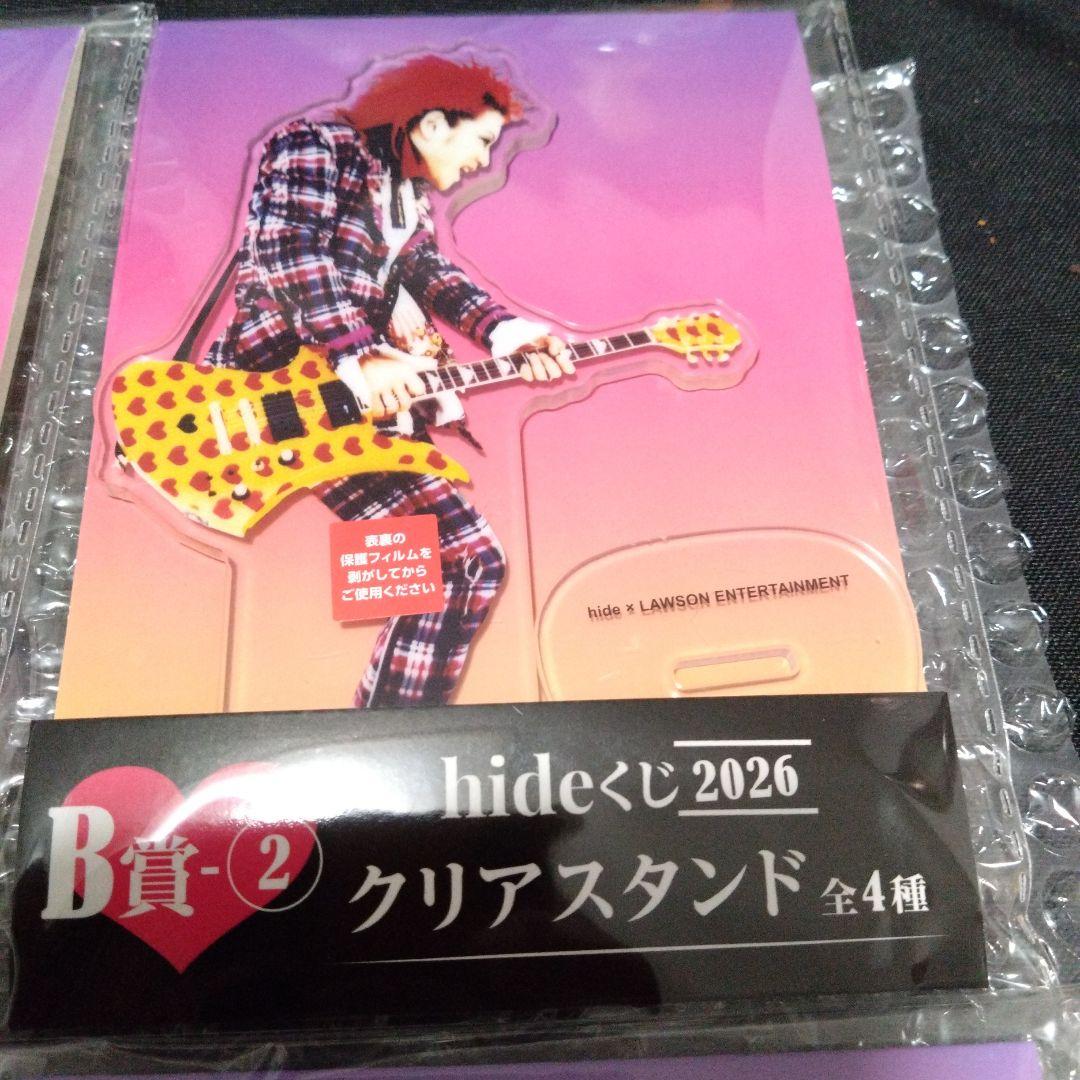 表裏の
保護フィルムを
剥がしてから
ご使用ください
hide × LAWSON ENTERTAINMENT
hideくじ 2026
B賞-②
クリアスタンド 全4種